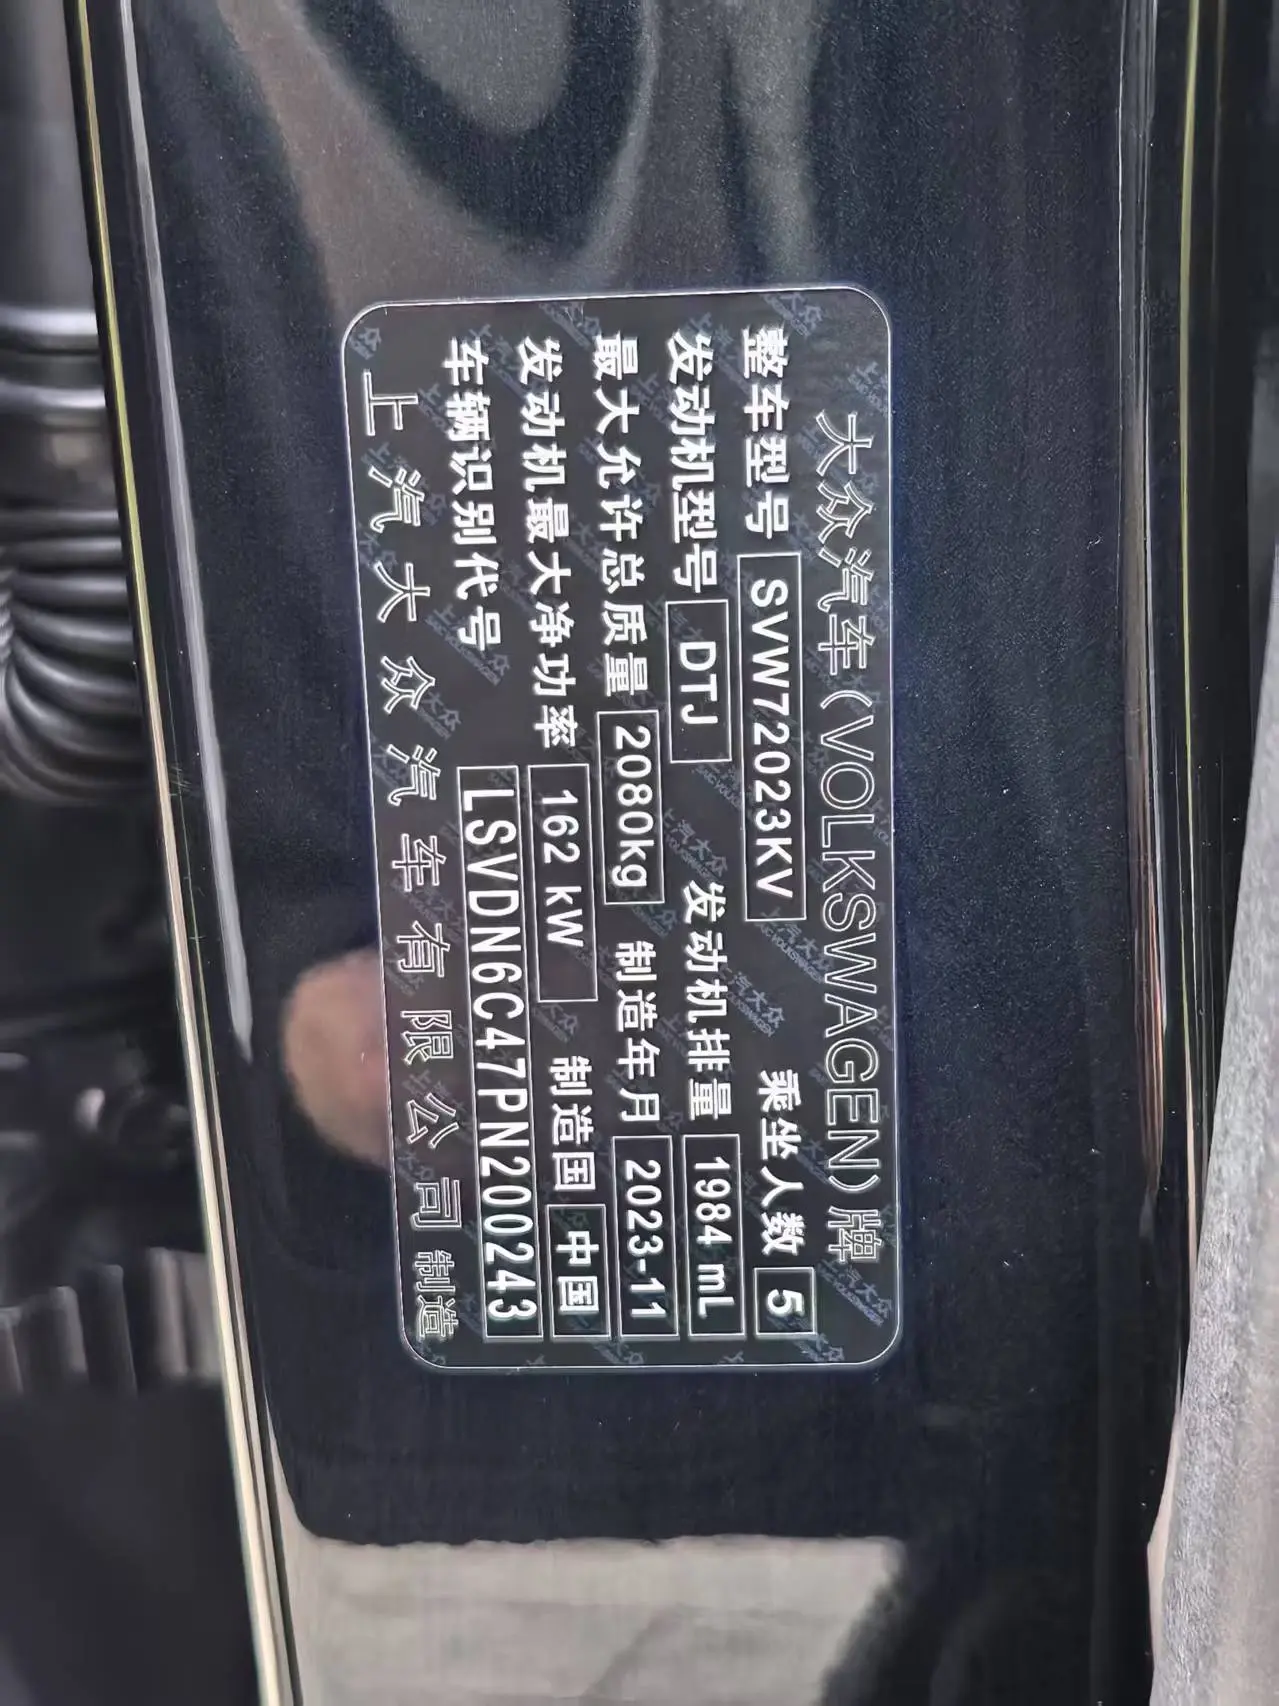 大众汽车(VOLKSWAGEN)牌
整车型号 SVW72023KV 乘坐人数 5
发动机型号 DTJ 发动机排量 1984 mL
最大允许总质量 2080kg 制造年月 2023-11
发动机最大净功率 162 kW 制造国 中国
车辆识别代号 LSVDN6C47PN200243
上汽大众汽车有限公司 制造